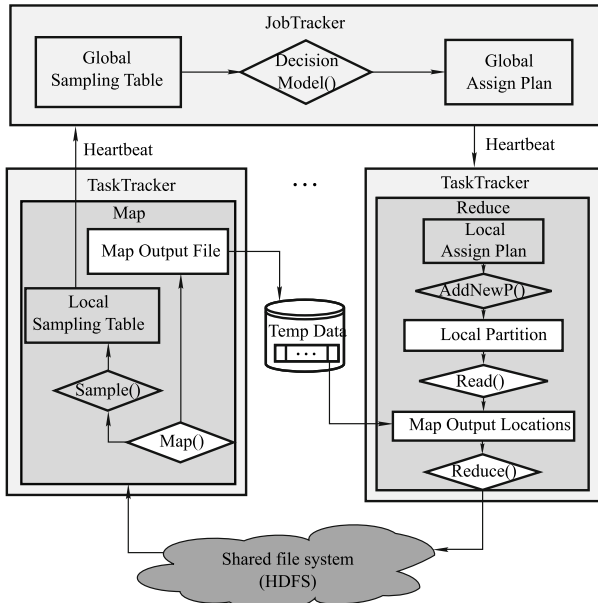 JobTracker
Global
Sampling Table
Decision
Model()
Global
Assign Plan
Heartbeat
Heartbeat
TaskTracker
Map
Map Output File
Local
Sampling Table
Sample()
Map()
...
Temp Data
...
TaskTracker
Reduce
Local
Assign Plan
AddNewP()
Local Partition
Read()
Map Output Locations
Reduce()
Shared file system
(HDFS)